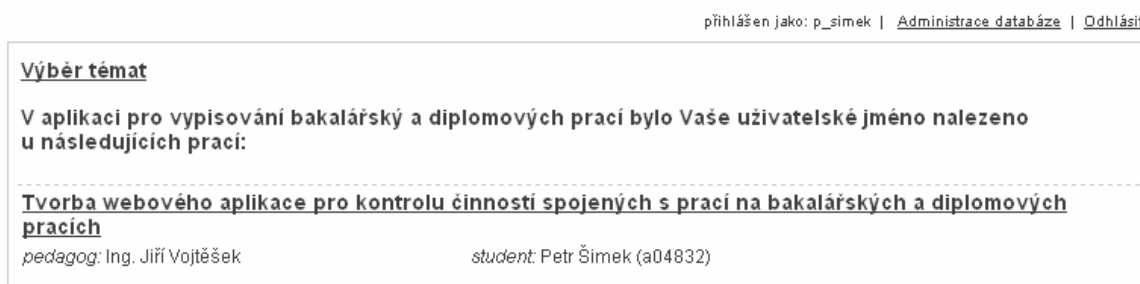 přihlášen jako: p_simek | Administrace databáze | Odhlásit
Výběr témat
V aplikaci pro vypisování bakalářský a diplomových prací bylo Vaše uživatelské jméno nalezeno
u následujících prací:
Tvorba webového aplikace pro kontrolu činností spojených s prací na bakalářských a diplomových
pracích
pedagog: Ing. Jiří Vojtěšek student: Petr Šimek (a04832)